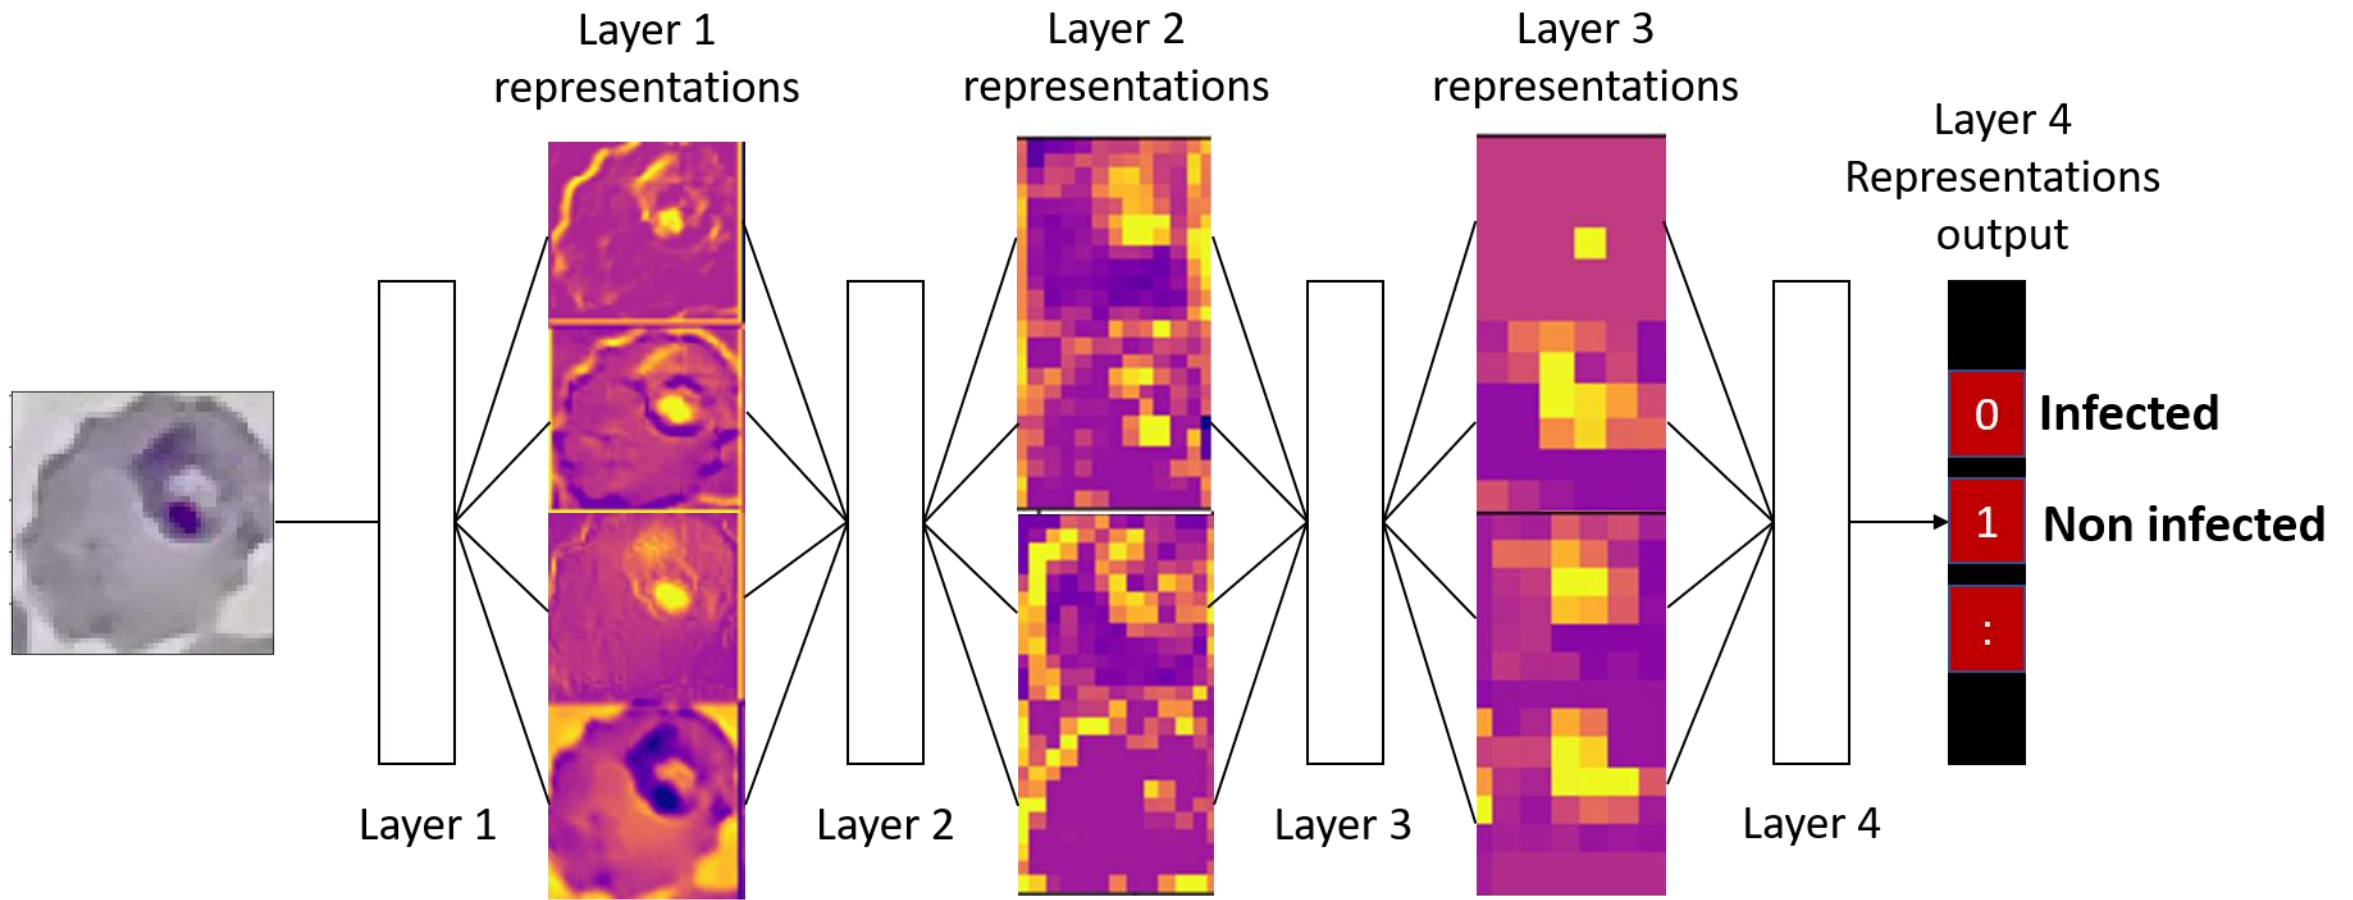 Layer 1
representations
Layer 2
representations
Layer 3
representations
Layer 4
Representations
output
0 Infected
1 Non infected
:
Layer 1
Layer 2
Layer 3
Layer 4